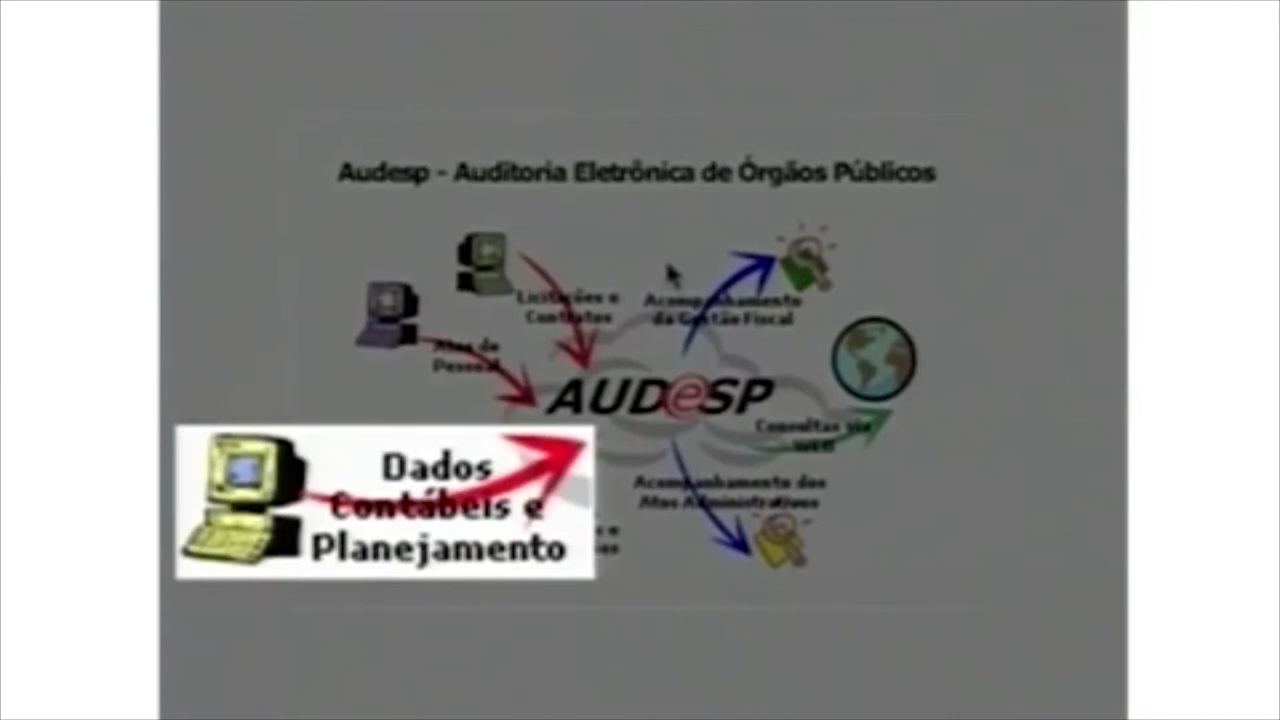 Audesp - Auditoria Eletrônica de Órgãos Públicos
Licitações e
Contratos
Acompanhamento
da Gestão Fiscal
Atos de
Pessoal
AUDeSP
Consultas via
WEB
Dados
Contábeis e
Planejamento
Acompanhamento dos
Atos Administrativos